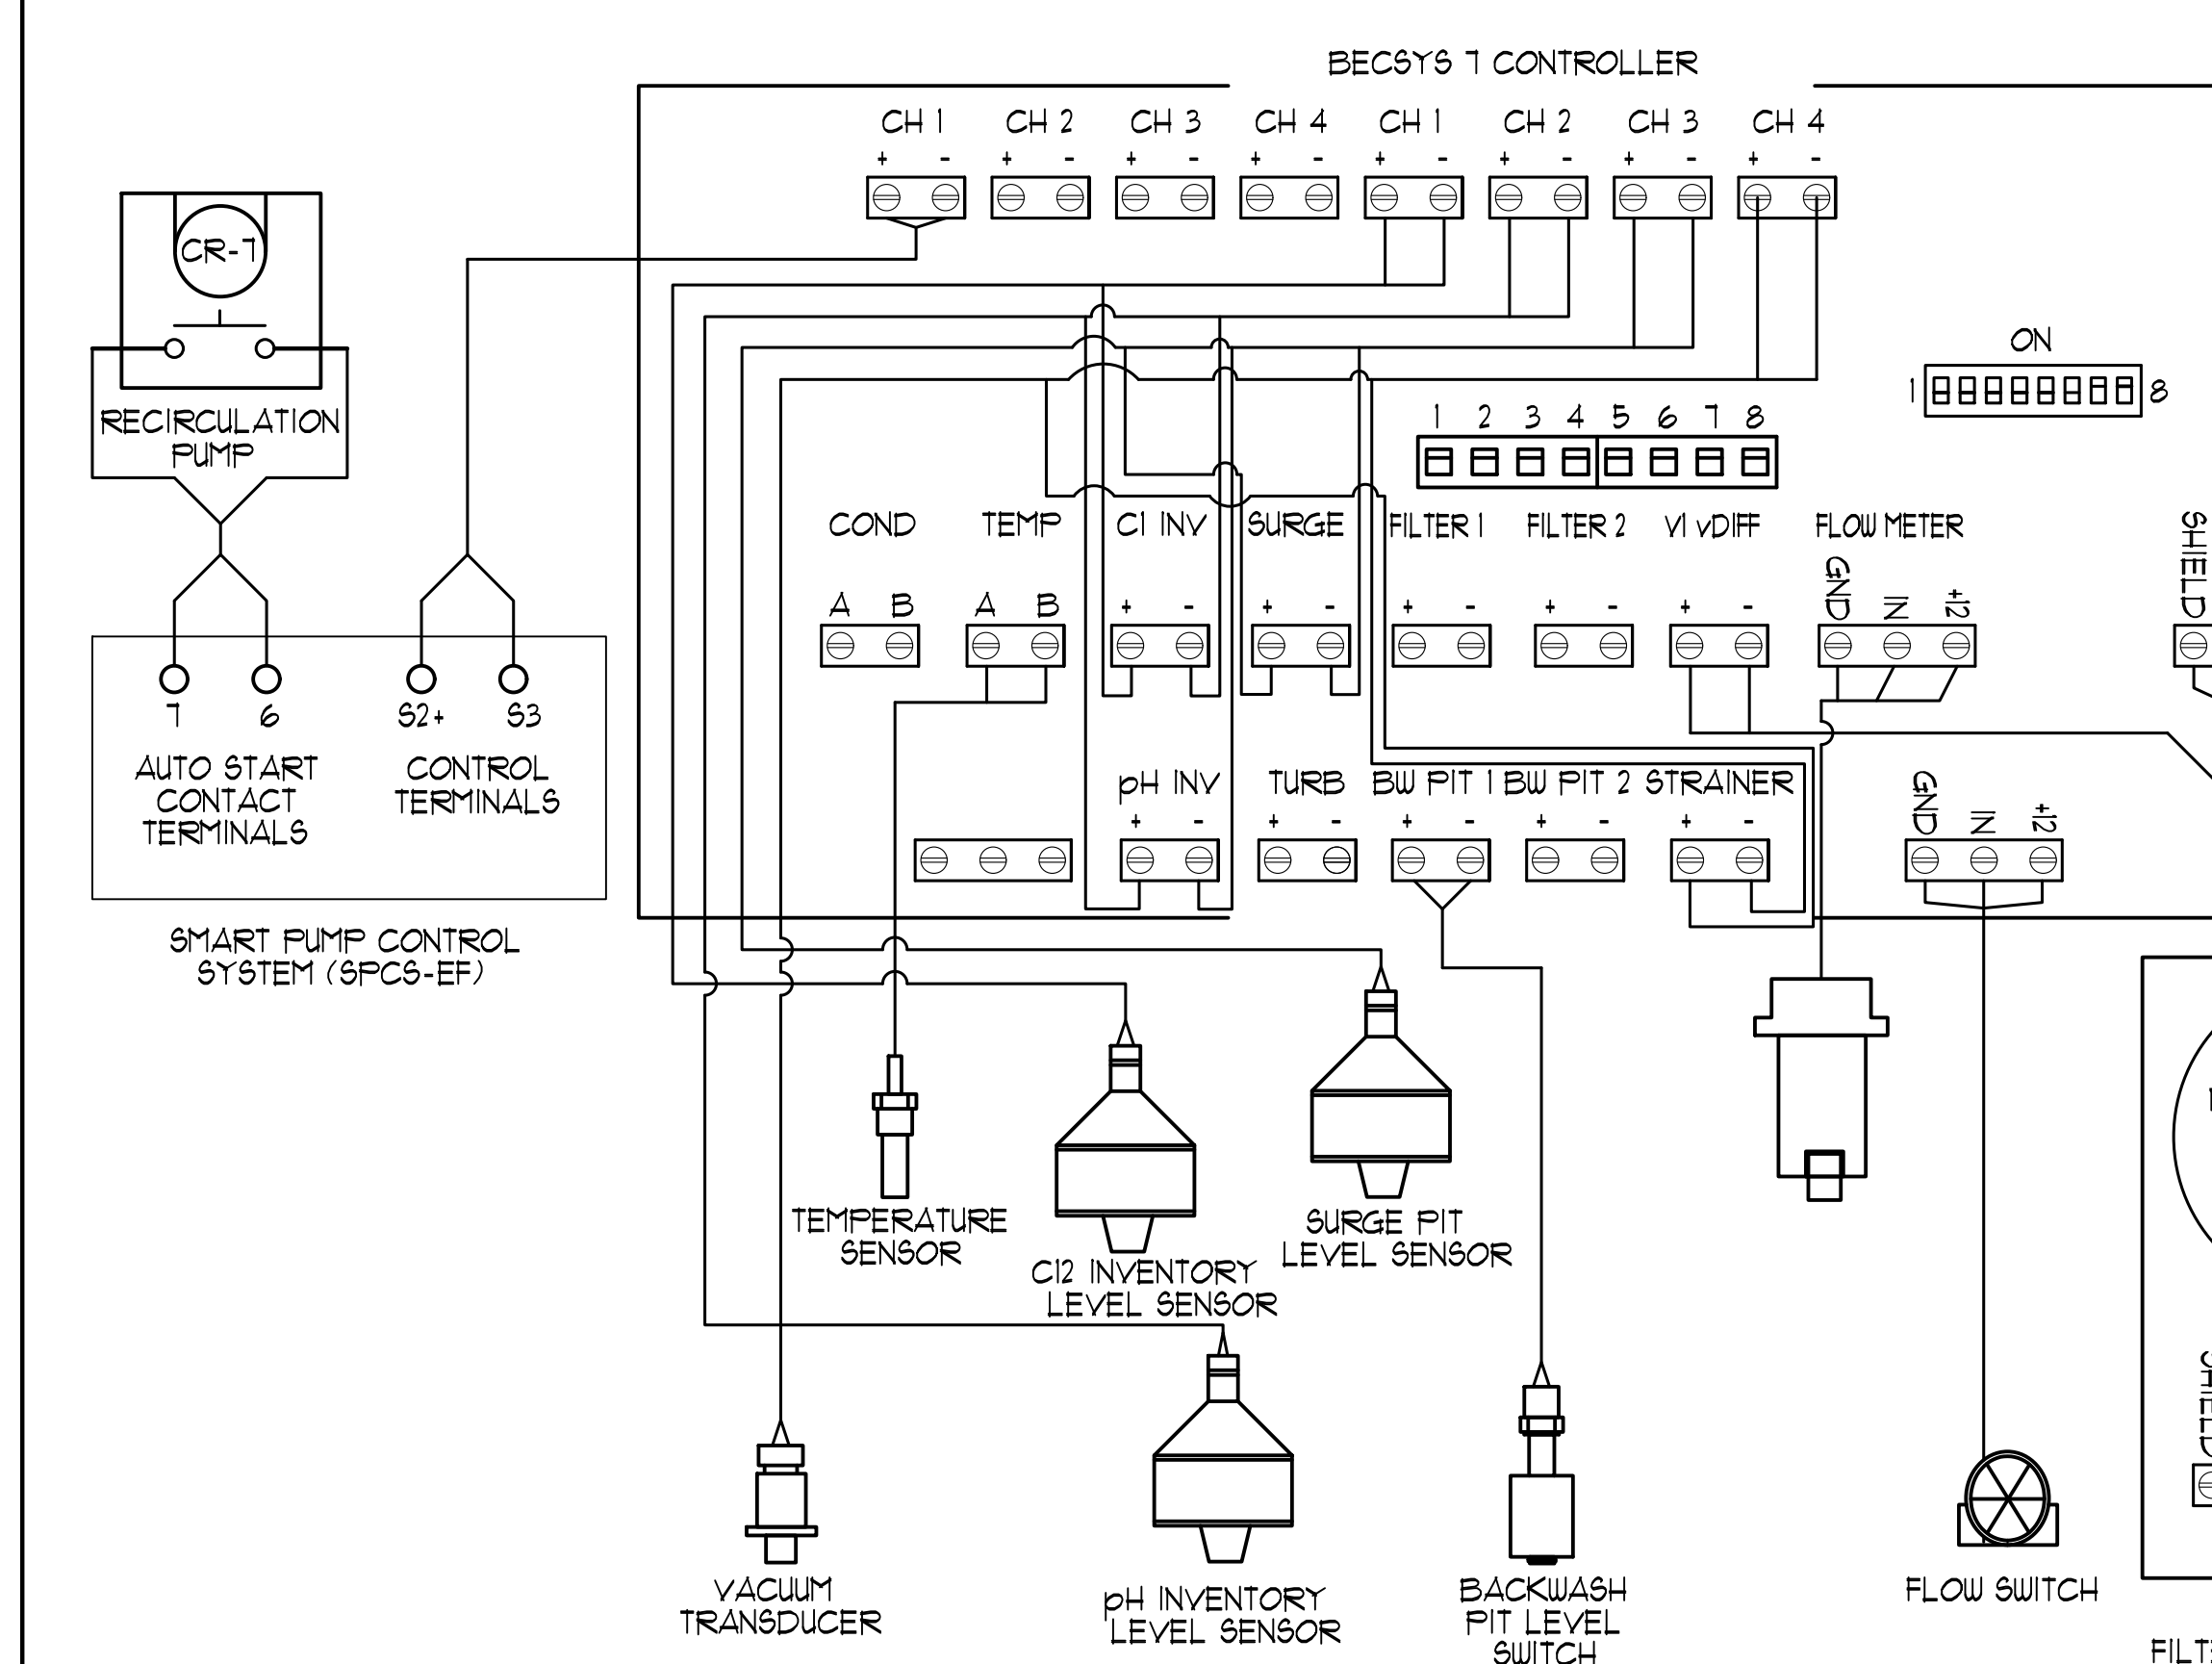 BECSYS 7 CONTROLLER
CH 1 CH 2 CH 3 CH 4 CH 1 CH 2 CH 3 CH 4
+ - + - + - + - + - + - + - + -
CR-7
RECIRCULATION
PUMP
ON
1 8
1 2 3 4 5 6 7 8
COND TEMP C1 INV SURGE FILTER 1 FILTER 2 V1 vDIFF FLOW METER
SHIELD
GND IN +12
A B A B + - + - + - + - + -
7 6 S2+ S3
AUTO START
CONTACT
TERMINALS
CONTROL
TERMINALS
pH INV TURB BW PIT 1 BW PIT 2 STRAINER
GND IN +12
+ - + - + - + - + -
SMART PUMP CONTROL
SYSTEM (SPCS-EF)
TEMPERATURE
SENSOR
C12 INVENTORY
LEVEL SENSOR
SURGE PIT
LEVEL SENSOR
SHIELD
VACUUM
TRANSDUCER
pH INVENTORY
LEVEL SENSOR
BACKWASH
PIT LEVEL
SWITCH
FLOW SWITCH